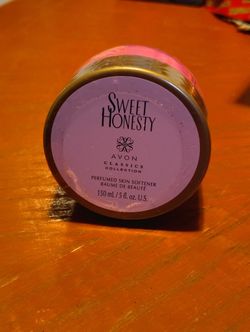 SWEET
HONESTY
AVON
CLASSICS
COLLECTION
PERFUMED SKIN SOFTENER
BAUME DE BEAUTÉ
150 mL / 5 fl. oz. U.S.